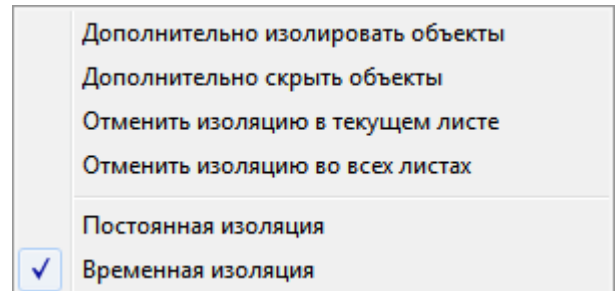 Дополнительно изолировать объекты
Дополнительно скрыть объекты
Отменить изоляцию в текущем листе
Отменить изоляцию во всех листах
Постоянная изоляция
Временная изоляция